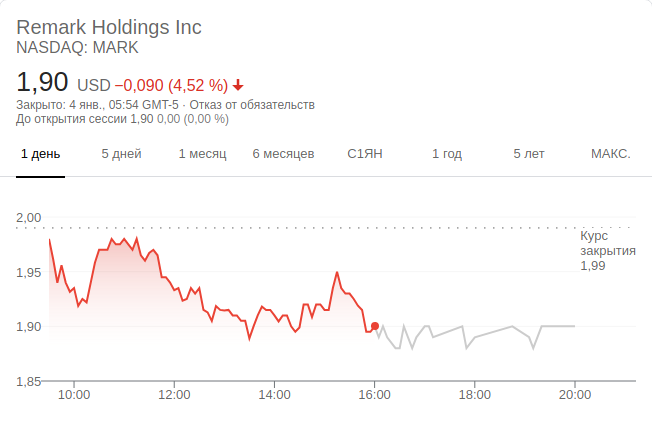 Remark Holdings Inc
NASDAQ: MARK
1,90 USD −0,090 (4,52 %)
Закрыто: 4 янв., 05:54 GMT-5 · Отказ от обязательств
До открытия сессии 1,90 0,00 (0,00 %)
1 день 5 дней 1 месяц 6 месяцев С1ЯН 1 год 5 лет МАКС.
2,00
Курс
закрытия
1,99
1,95
1,90
1,85
10:00 12:00 14:00 16:00 18:00 20:00